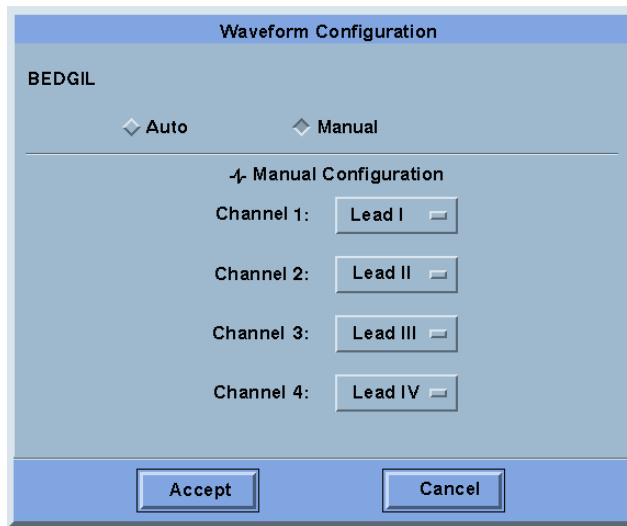 Waveform Configuration
BEDGIL
Auto Manual
Manual Configuration
Channel 1: Lead I
Channel 2: Lead II
Channel 3: Lead III
Channel 4: Lead IV
Accept Cancel